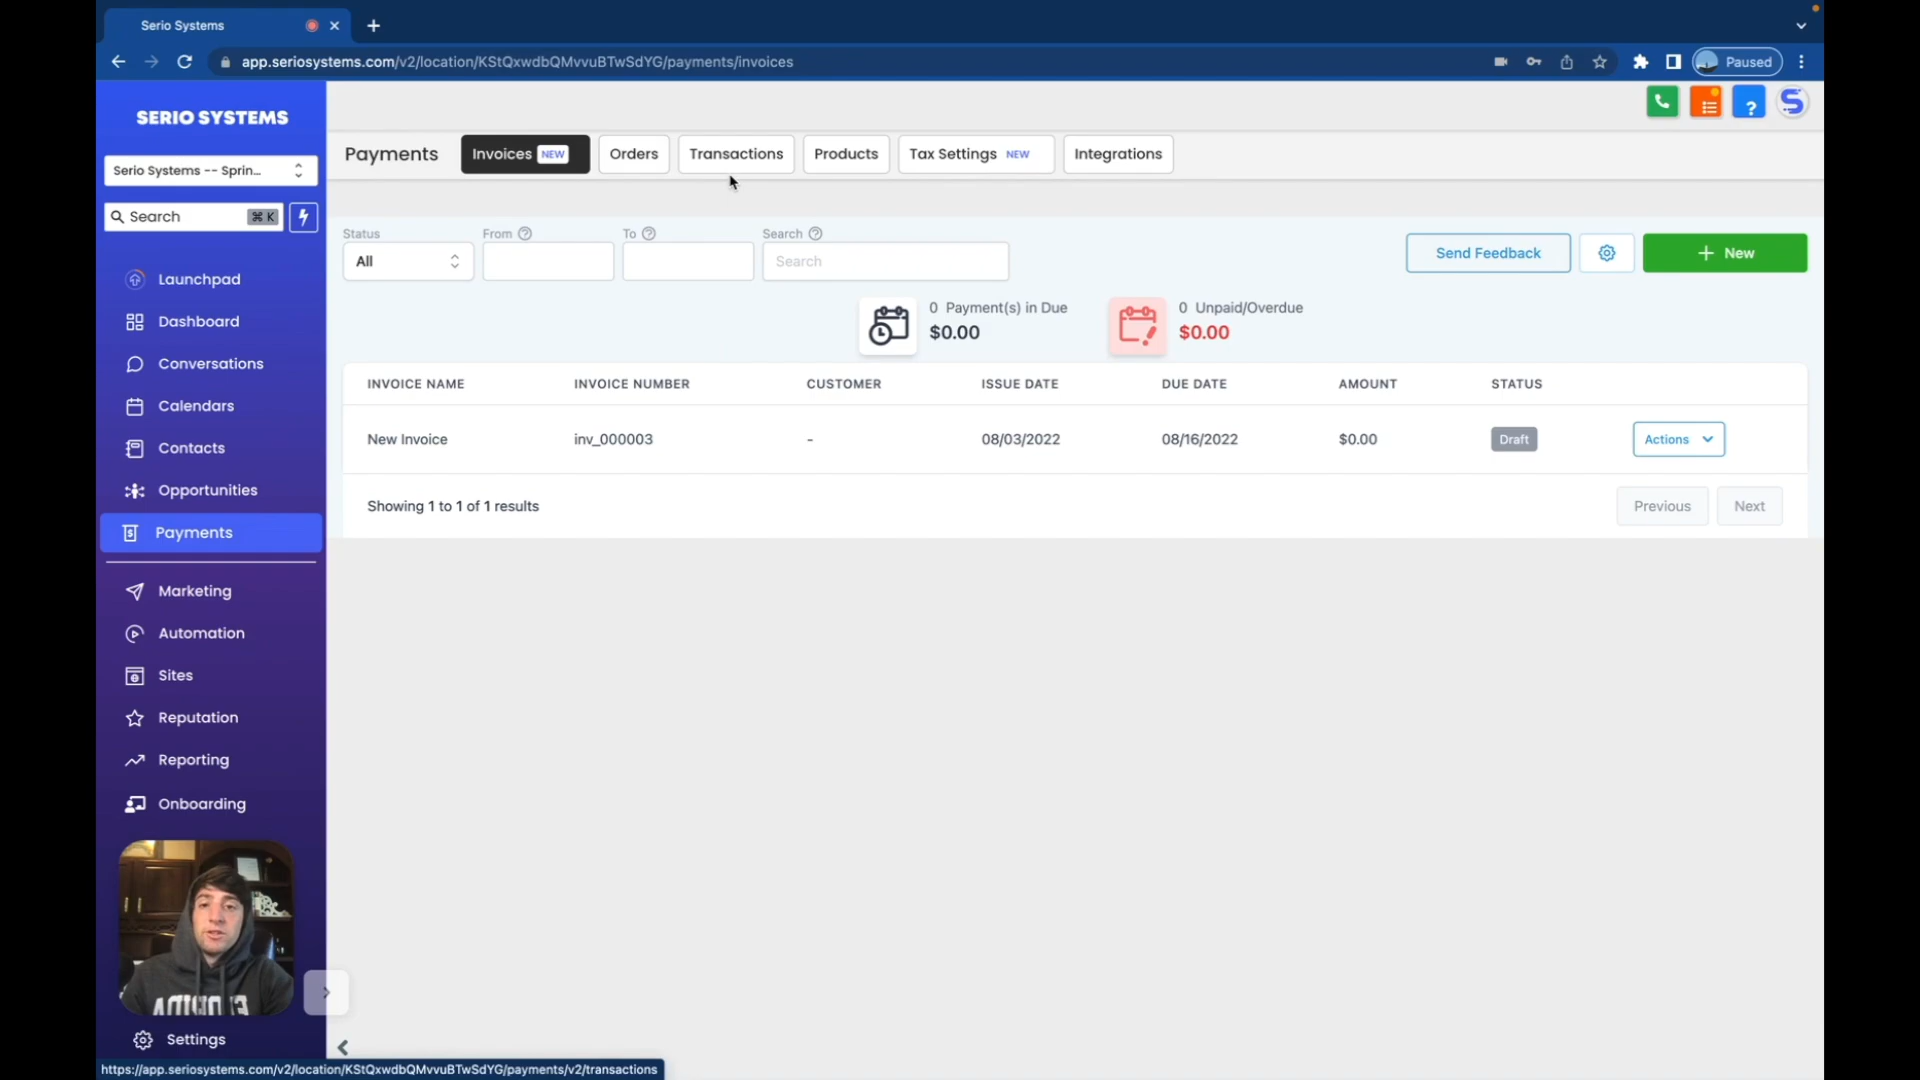 Serio Systems
app.seriosystems.com/v2/location/KStQxwdbQMvvuBTwSdYG/payments/invoices
Paused
SERIO SYSTEMS
Serio Systems -- Sprin...
Search ⌘ K
Launchpad
Dashboard
Conversations
Calendars
Contacts
Opportunities
Payments
Marketing
Automation
Sites
Reputation
Reporting
Onboarding
Settings
Payments
Invoices NEW
Orders
Transactions
Products
Tax Settings NEW
Integrations
Status
All
From
To
Search
Search
Send Feedback
+ New
0 Payment(s) in Due
$0.00
0 Unpaid/Overdue
$0.00
INVOICE NAME INVOICE NUMBER CUSTOMER ISSUE DATE DUE DATE AMOUNT STATUS
New Invoice inv_000003 - 08/03/2022 08/16/2022 $0.00 Draft Actions
Showing 1 to 1 of 1 results
Previous Next
https://app.seriosystems.com/v2/location/KStQxwdbQMvvuBTwSdYG/payments/v2/transactions